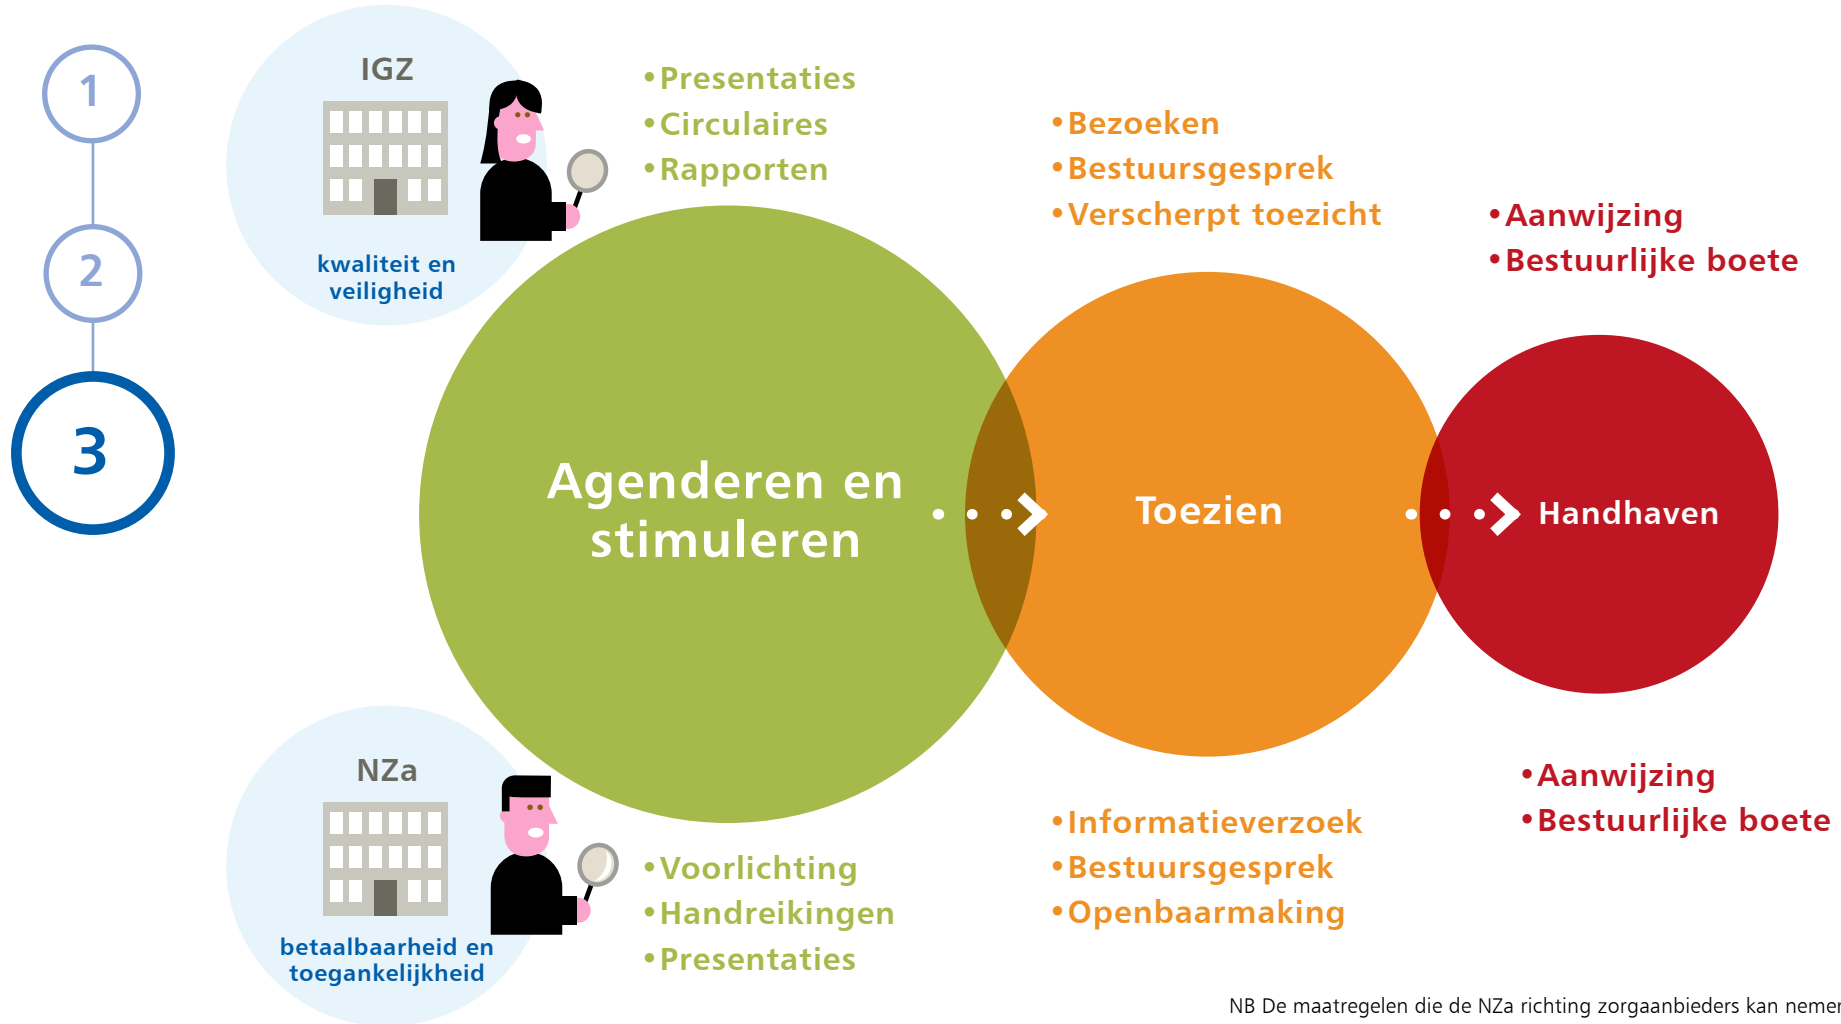 1
2
3
IGZ
kwaliteit en
veiligheid
•Presentaties
•Circulaires
•Rapporten
•Bezoeken
•Bestuursgesprek
•Verscherpt toezicht
•Aanwijzing
•Bestuurlijke boete
Agenderen en
stimuleren
Toezien
Handhaven
NZa
betaalbaarheid en
toegankelijkheid
•Voorlichting
•Handreikingen
•Presentaties
•Informatieverzoek
•Bestuursgesprek
•Openbaarmaking
•Aanwijzing
•Bestuurlijke boete
NB De maatregelen die de NZa richting zorgaanbieders kan